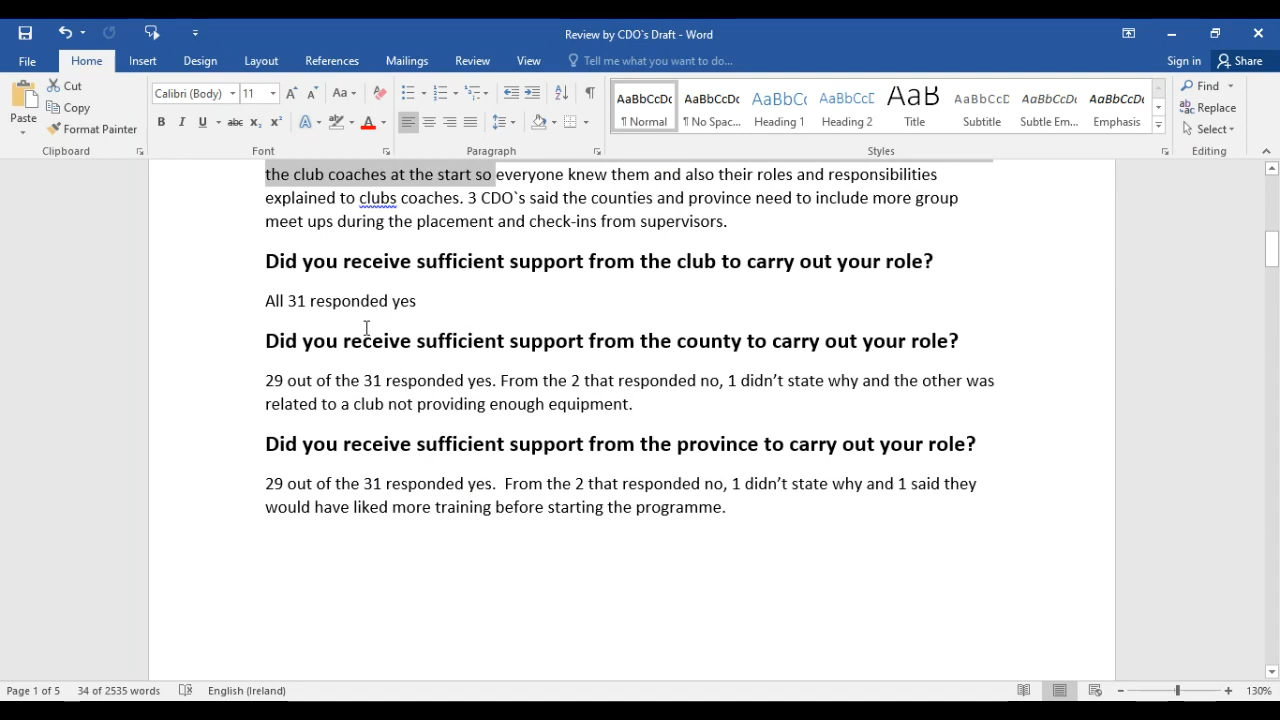 Review by CDO`s Draft - Word
File Home Insert Design Layout References Mailings Review View Tell me what you want to do... Sign in Share
Paste Cut Copy Format Painter
Calibri (Body) 11 Aa
B I U abc x₂ x² A A
AaBbCcDc AaBbCcDc AaBbCc AaBbCcC AaB AaBbCcD AaBbCcDc AaBbCcDc
¶ Normal ¶ No Spac... Heading 1 Heading 2 Title Subtitle Subtle Em... Emphasis
Find Replace Select
Clipboard Font Paragraph Styles Editing
the club coaches at the start so everyone knew them and also their roles and responsibilities
explained to clubs coaches. 3 CDO`s said the counties and province need to include more group
meet ups during the placement and check-ins from supervisors.
Did you receive sufficient support from the club to carry out your role?
All 31 responded yes
Did you receive sufficient support from the county to carry out your role?
29 out of the 31 responded yes. From the 2 that responded no, 1 didn’t state why and the other was
related to a club not providing enough equipment.
Did you receive sufficient support from the province to carry out your role?
29 out of the 31 responded yes.  From the 2 that responded no, 1 didn’t state why and 1 said they
would have liked more training before starting the programme.
Page 1 of 5 34 of 2535 words English (Ireland) 130%